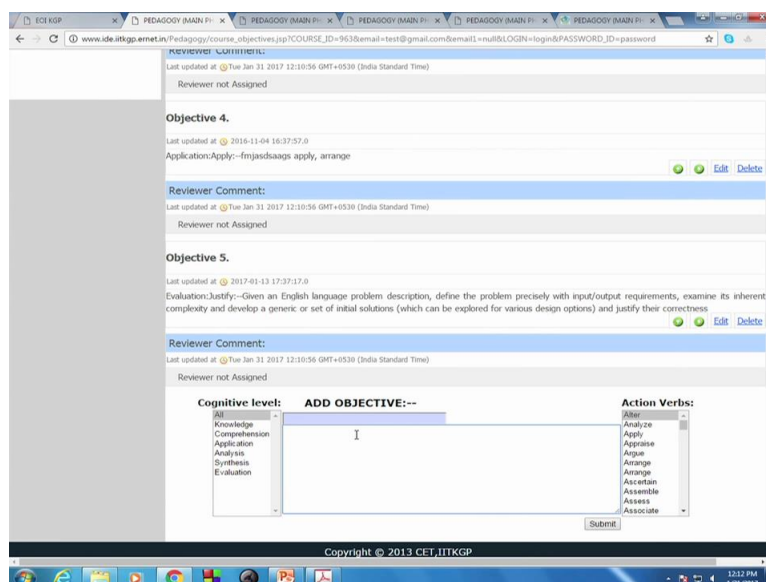 ECI KGP
PEDAGOGY (MAIN PH
PEDAGOGY (MAIN PH
PEDAGOGY (MAIN PH
PEDAGOGY (MAIN PH
PEDAGOGY (MAIN PH
www.ide.iitkgp.ernet.in/Pedagogy/course_objectives.jsp?COURSE_ID=963&email=test@gmail.com&email1=null&LOGIN=login&PASSWORD_ID=password
Reviewer Comment:
Last updated at Tue Jan 31 2017 12:10:56 GMT+0530 (India Standard Time)
Reviewer not Assigned
Objective 4.
Last updated at 2016-11-04 16:37:57.0
Application:Apply:--fmjasdsaags apply, arrange
Edit Delete
Reviewer Comment:
Last updated at Tue Jan 31 2017 12:10:56 GMT+0530 (India Standard Time)
Reviewer not Assigned
Objective 5.
Last updated at 2017-01-13 17:37:17.0
Evaluation:Justify:--Given an English language problem description, define the problem precisely with input/output requirements, examine its inherent
complexity and develop a generic or set of initial solutions (which can be explored for various design options) and justify their correctness
Edit Delete
Reviewer Comment:
Last updated at Tue Jan 31 2017 12:10:56 GMT+0530 (India Standard Time)
Reviewer not Assigned
Cognitive level: ADD OBJECTIVE:-- Action Verbs:
All
Knowledge
Comprehension
Application
Analysis
Synthesis
Evaluation
Alter
Analyze
Apply
Appraise
Argue
Arrange
Arrange
Ascertain
Assemble
Assess
Associate
Submit
Copyright © 2013 CET,IITKGP
12:12 PM